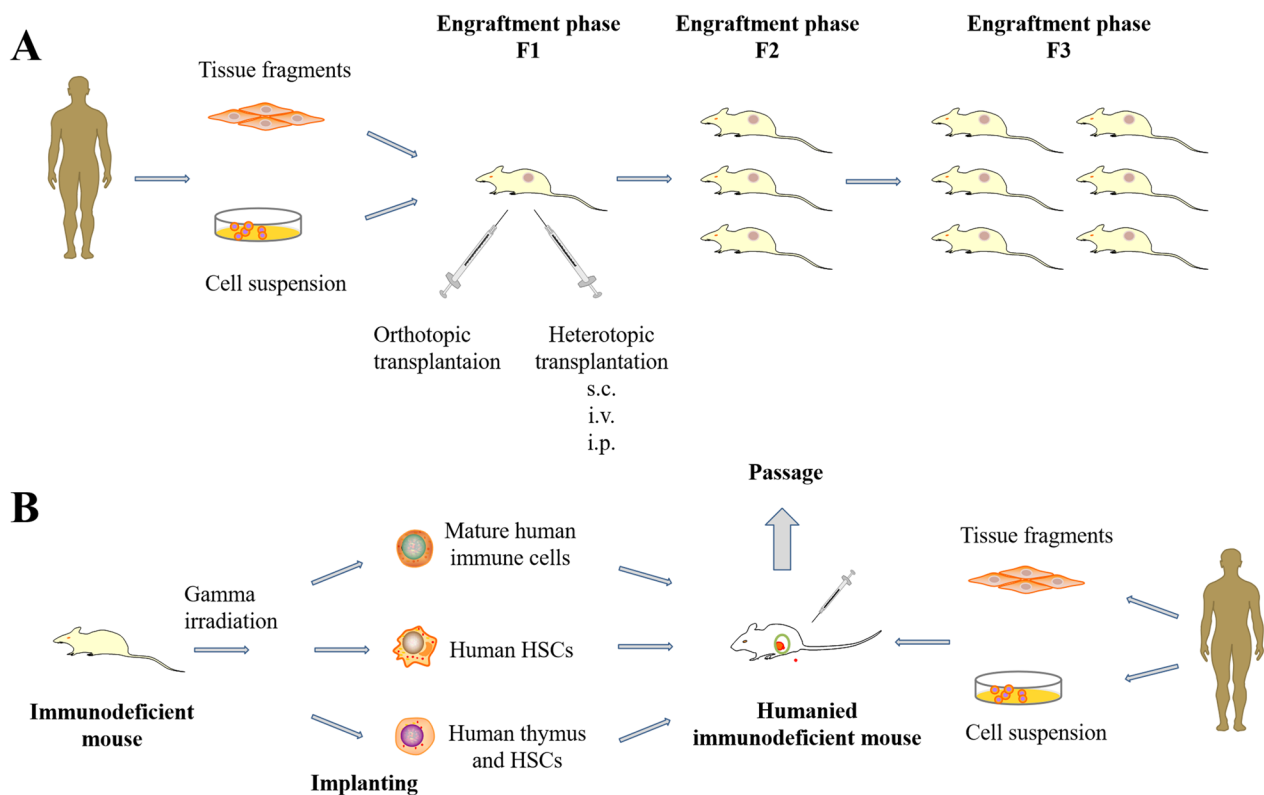 A
Engraftment phase
F1
Engraftment phase
F2
Engraftment phase
F3
Tissue fragments
Cell suspension
Orthotopic
transplantaion
Heterotopic
transplantation
s.c.
i.v.
i.p.
B
Passage
Mature human
immune cells
Tissue fragments
Gamma
irradiation
Human HSCs
Immunodeficient
mouse
Human thymus
and HSCs
Humanied
immunodeficient mouse
Cell suspension
Implanting